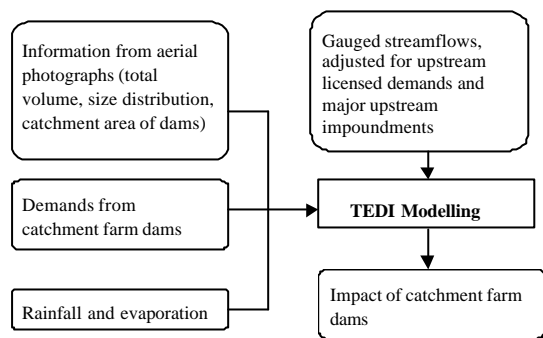 Information from aerial
photographs (total
volume, size distribution,
catchment area of dams)
Demands from
catchment farm dams
Rainfall and evaporation
Gauged streamflows,
adjusted for upstream
licensed demands and
major upstream
impoundments
TEDI Modelling
Impact of catchment farm
dams